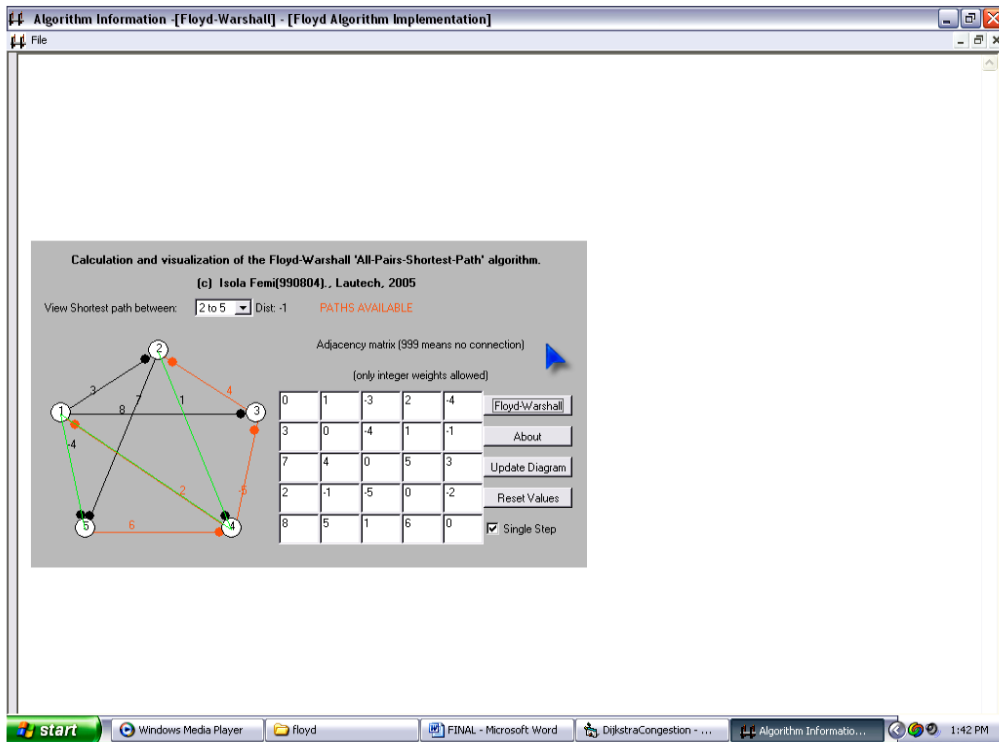 Algorithm Information -[Floyd-Warshall] - [Floyd Algorithm Implementation]
File
Calculation and visualization of the Floyd-Warshall 'All-Pairs-Shortest-Path' algorithm.
(c) Isola Femi(990804)., Lautech, 2005
View Shortest path between: 2 to 5 Dist: -1 PATHS AVAILABLE
Adjacency matrix (999 means no connection)
(only integer weights allowed)
2
3
7
1
4
1
8
3
-4
2
-5
5
6
4
0 1 -3 2 -4
3 0 -4 1 -1
7 4 0 5 3
2 -1 -5 0 -2
8 5 1 6 0
Floyd-Warshall
About
Update Diagram
Reset Values
Single Step
start Windows Media Player floyd FINAL - Microsoft Word DijkstraCongestion - ... Algorithm Informatio... 1:42 PM